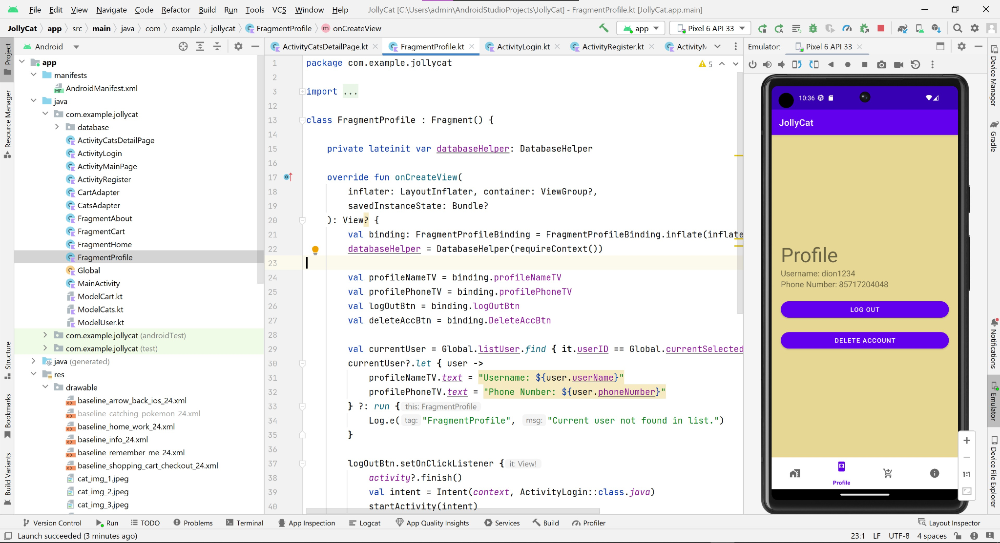 File Edit View Navigate Code Refactor Build Run Tools VCS Window Help JollyCat [C:\Users\admin\AndroidStudioProjects\JollyCat] - FragmentProfile.kt [JollyCat.app.main]
JollyCat app src main java com example jollycat FragmentProfile m onCreateView app Pixel 6 API 33
Android
ActivityCatsDetailPage.kt FragmentProfile.kt ActivityLogin.kt ActivityRegister.kt
Emulator: Pixel 6 API 33
Project
Resource Manager
Structure
Bookmarks
Build Variants
app
manifests
MF AndroidManifest.xml
java
com.example.jollycat
database
ActivityCatsDetailPage
ActivityLogin
ActivityMainPage
ActivityRegister
CartAdapter
CatsAdapter
FragmentAbout
FragmentCart
FragmentHome
FragmentProfile
Global
MainActivity
ModelCart.kt
ModelCats.kt
ModelUser.kt
com.example.jollycat (androidTest)
com.example.jollycat (test)
java (generated)
res
drawable
baseline_arrow_back_ios_24.xml
baseline_catching_pokemon_24.xml
baseline_home_work_24.xml
baseline_info_24.xml
baseline_remember_me_24.xml
baseline_shopping_cart_checkout_24.xml
cat_img_1.jpeg
cat_img_2.jpeg
cat_img_3.jpeg
5
1 package com.example.jollycat
2
3 import ...
12
13 class FragmentProfile : Fragment() {
14
15 private lateinit var databaseHelper: DatabaseHelper
16
17 override fun onCreateView(
18 inflater: LayoutInflater, container: ViewGroup?,
19 savedInstanceState: Bundle?
20 ): View? {
21 val binding: FragmentProfileBinding = FragmentProfileBinding.inflate(inflate
22 databaseHelper = DatabaseHelper(requireContext())
23
24 val profileNameTV = binding.profileNameTV
25 val profilePhoneTV = binding.profilePhoneTV
26 val logOutBtn = binding.logOutBtn
27 val deleteAccBtn = binding.DeleteAccBtn
28
29 val currentUser = Global.listUser.find { it.userID == Global.currentSelected
30 currentUser?.let { user ->
31 profileNameTV.text = "Username: ${user.userName}"
32 profilePhoneTV.text = "Phone Number: ${user.phoneNumber}"
33 } ?: run { this: FragmentProfile
34 Log.e( tag: "FragmentProfile", msg: "Current user not found in list.")
35 }
36
37 logOutBtn.setOnClickListener { it: View!
38 activity?.finish()
39 val intent = Intent(context, ActivityLogin::class.java)
40 startActivity(intent)
10:36
JollyCat
Profile
Username: dion1234
Phone Number: 85717204048
LOG OUT
DELETE ACCOUNT
Profile
1:1
Device Manager
Gradle
Notifications
Emulator
Device File Explorer
Version Control Run TODO Problems Terminal App Inspection Logcat App Quality Insights Services Build Profiler Layout Inspector
Launch succeeded (3 minutes ago) 23:1 LF UTF-8 4 spaces